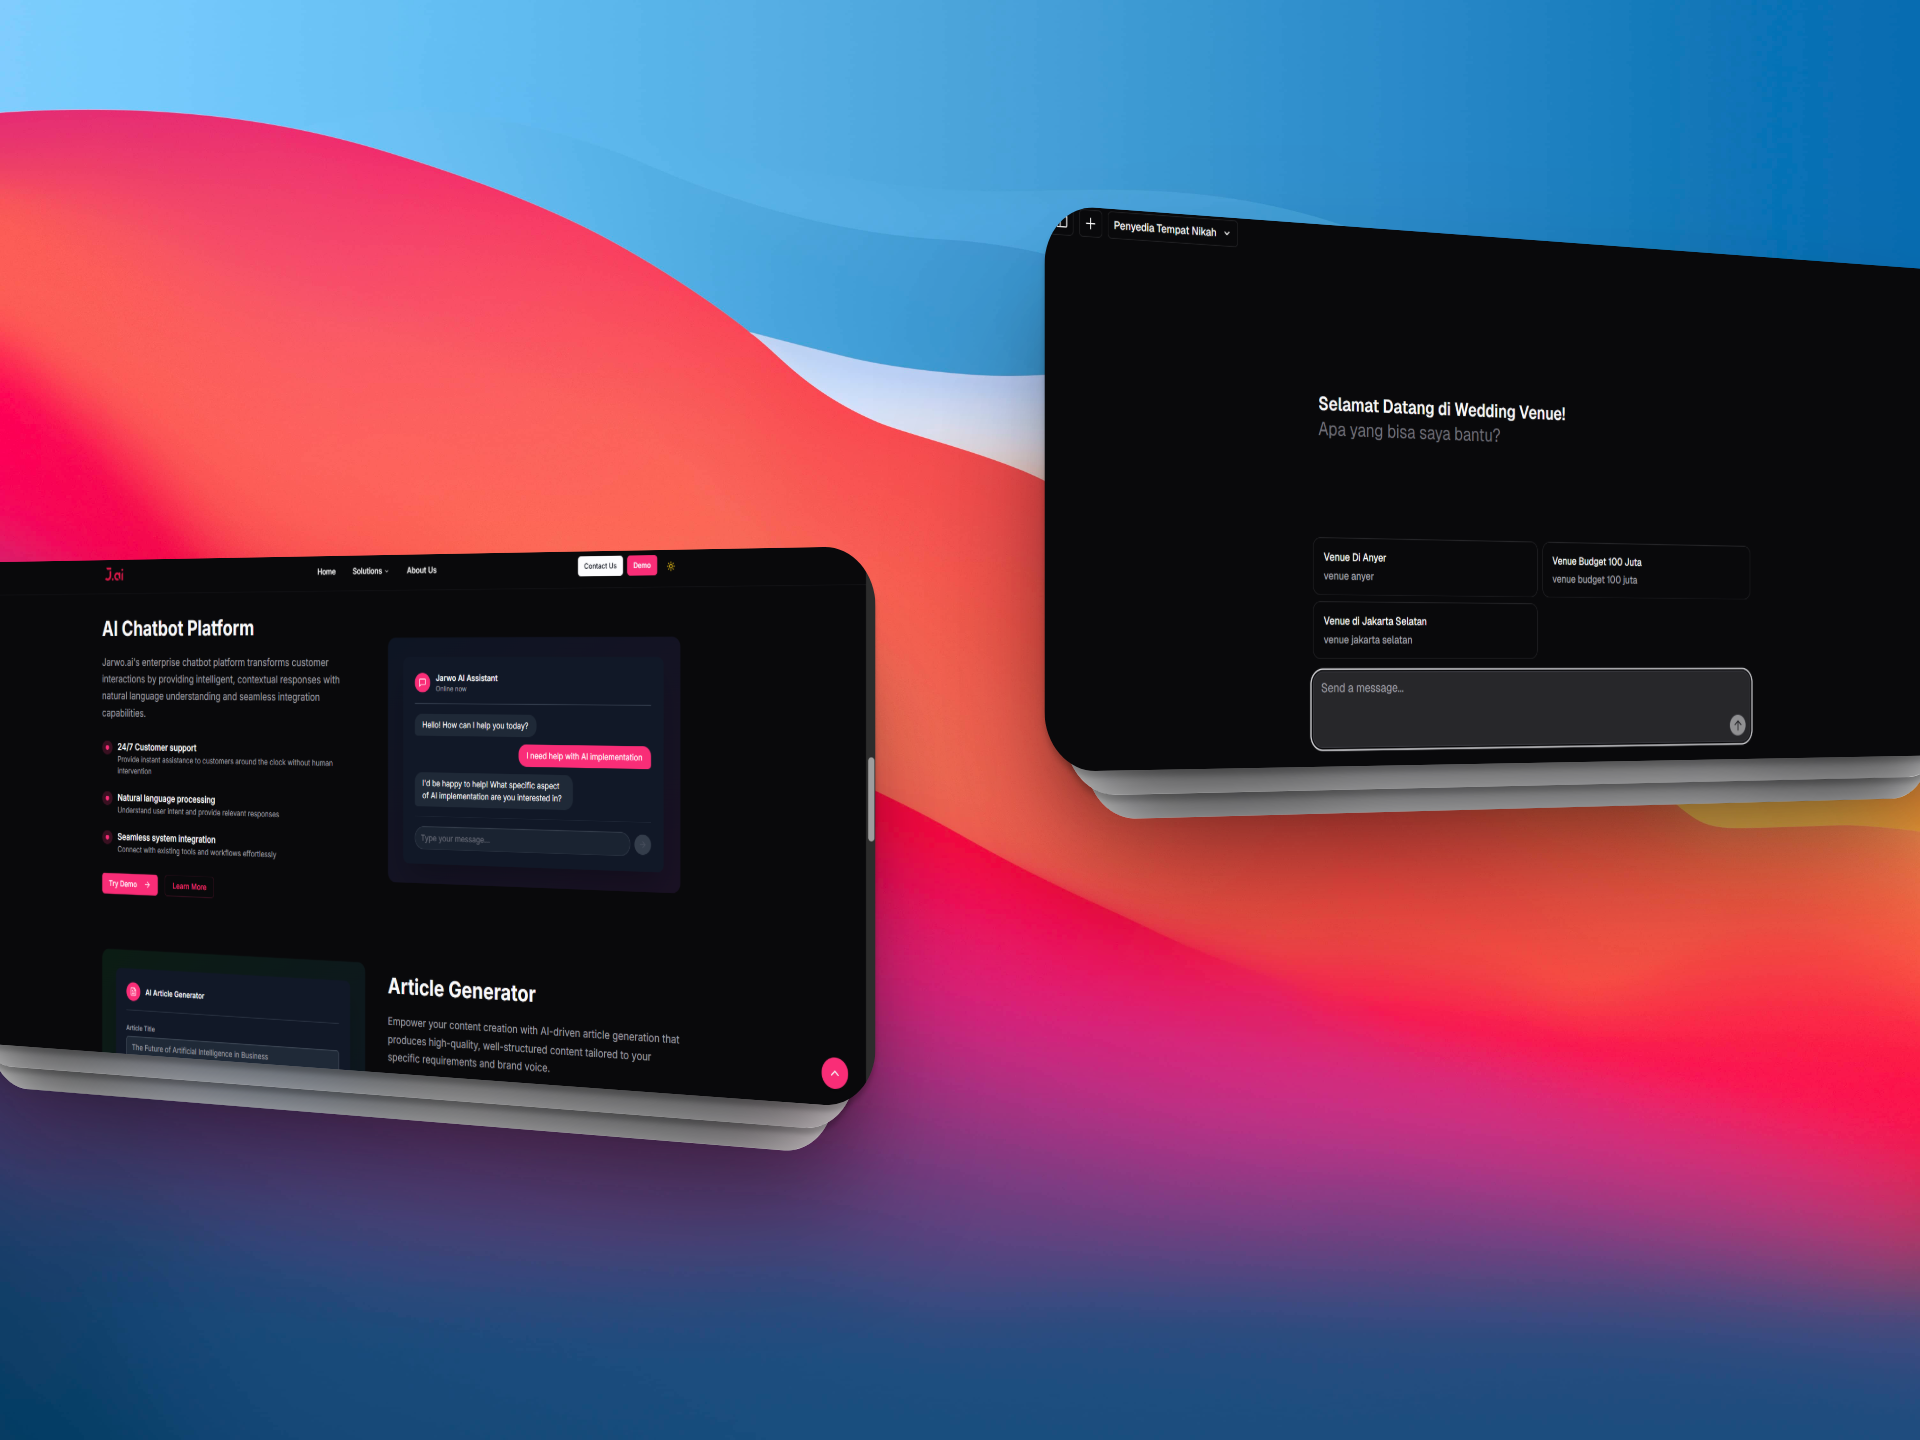 J.ai
Home
Solutions
About Us
Contact Us
Demo
AI Chatbot Platform
Jarwo.ai's enterprise chatbot platform transforms customer
interactions by providing intelligent, contextual responses with
natural language understanding and seamless integration
capabilities.
24/7 Customer support
Provide instant assistance to customers around the clock without human
intervention
Natural language processing
Understand user intent and provide relevant responses
Seamless system integration
Connect with existing tools and workflows effortlessly
Try Demo
Learn More
Jarwo AI Assistant
Online now
Hello! How can I help you today?
I need help with AI implementation
I'd be happy to help! What specific aspect
of AI implementation are you interested in?
Type your message...
AI Article Generator
Article Title
The Future of Artificial Intelligence in Business
Article Generator
Empower your content creation with AI-driven article generation that
produces high-quality, well-structured content tailored to your
specific requirements and brand voice.
Penyedia Tempat Nikah
Selamat Datang di Wedding Venue!
Apa yang bisa saya bantu?
Venue Di Anyer
venue anyer
Venue Budget 100 Juta
venue budget 100 juta
Venue di Jakarta Selatan
venue jakarta selatan
Send a message...